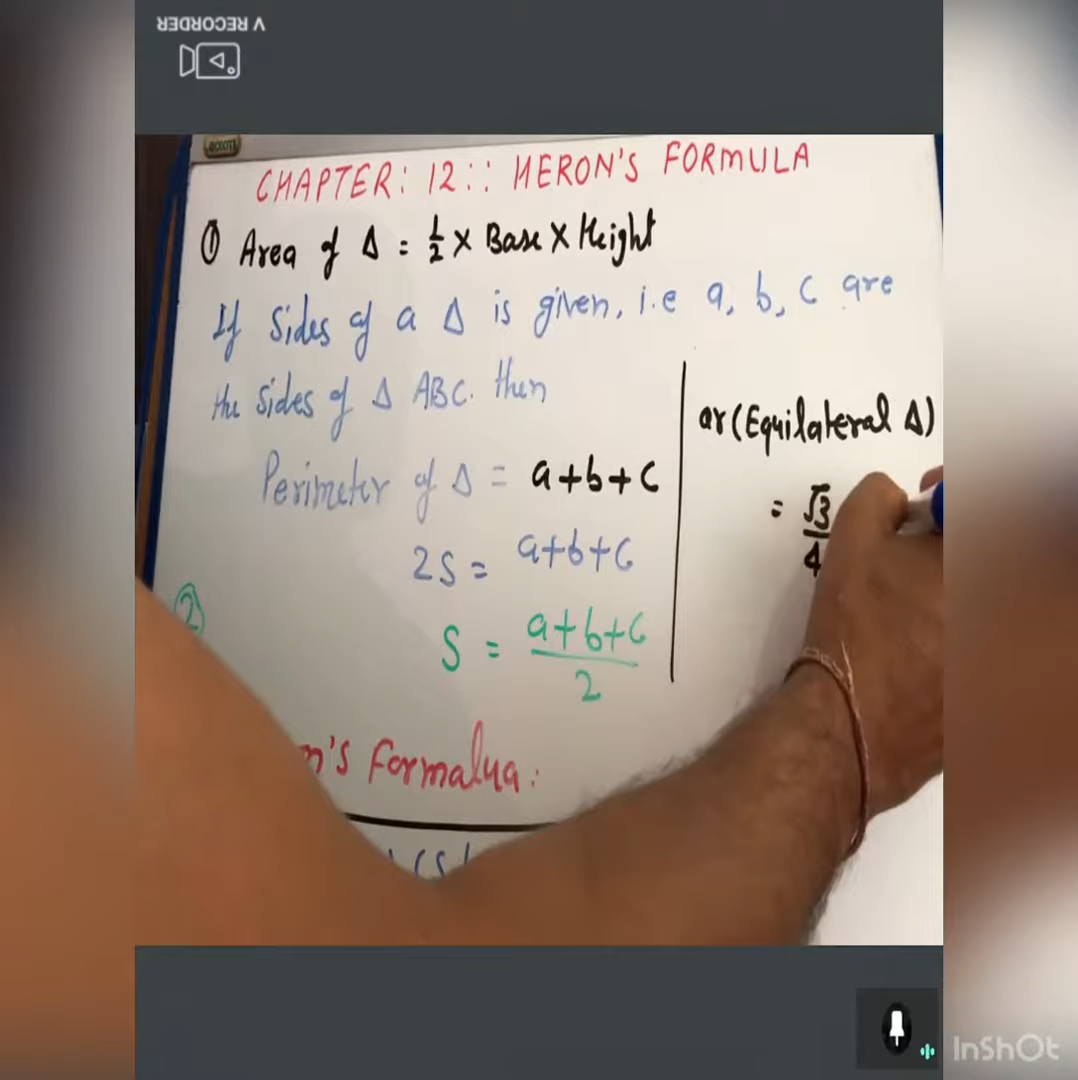 V RECORDER
CHAPTER: 12:: HERON'S FORMULA
① Area of Δ = 1/2 × Base × Height
If sides of a Δ is given, i.e a, b, c are
the sides of Δ ABC. then
Perimeter of Δ = a+b+c
2S = a+b+c
②
S = a+b+c/2
n's Formalua:
(S
ar (Equilateral Δ)
= √3/4
InShOt